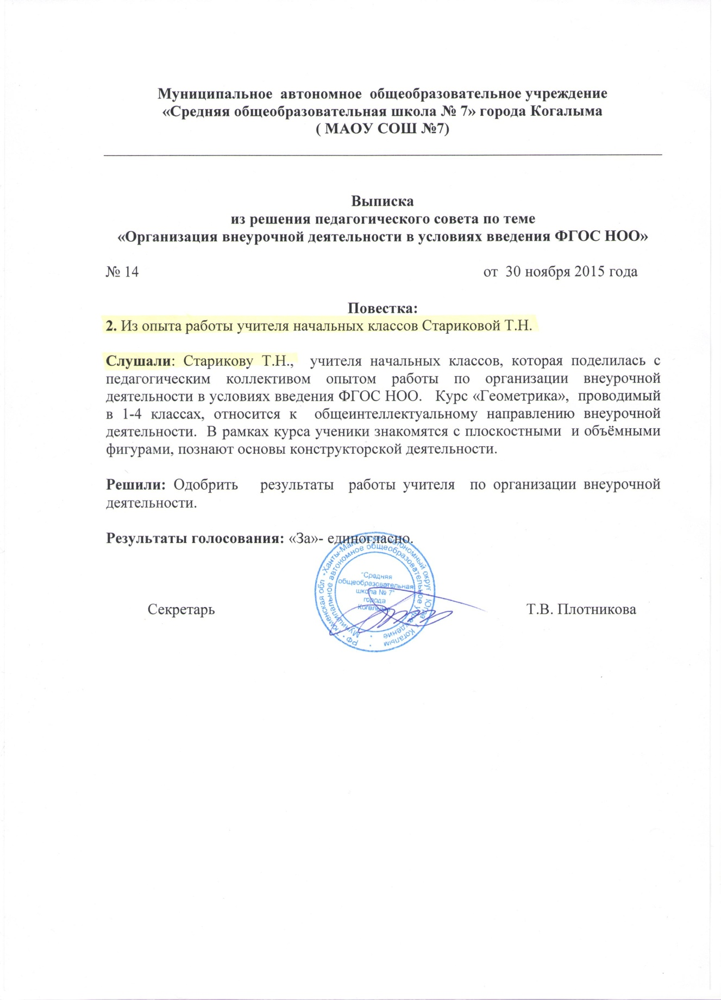 Муниципальное автономное общеобразовательное учреждение
«Средняя общеобразовательная школа № 7» города Когалыма
( МАОУ СОШ №7)
Выписка
из решения педагогического совета по теме
«Организация внеурочной деятельности в условиях введения ФГОС НОО»
№ 14 от 30 ноября 2015 года
Повестка:
2. Из опыта работы учителя начальных классов Стариковой Т.Н.
Слушали: Старикову Т.Н., учителя начальных классов, которая поделилась с
педагогическим коллективом опытом работы по организации внеурочной
деятельности в условиях введения ФГОС НОО. Курс «Геометрика», проводимый
в 1-4 классах, относится к общеинтеллектуальному направлению внеурочной
деятельности. В рамках курса ученики знакомятся с плоскостными и объёмными
фигурами, познают основы конструкторской деятельности.
Решили: Одобрить результаты работы учителя по организации внеурочной
деятельности.
Результаты голосования: «За»- единогласно.
РФ • Тюменская обл •Ханты-Мансийский автономный округ Югра г Когалым
Муниципальное автономное общеобразовательное учреждение
"Средняя
общеобразовательная
школа № 7"
города
Когалыма
Секретарь Т.В. Плотникова